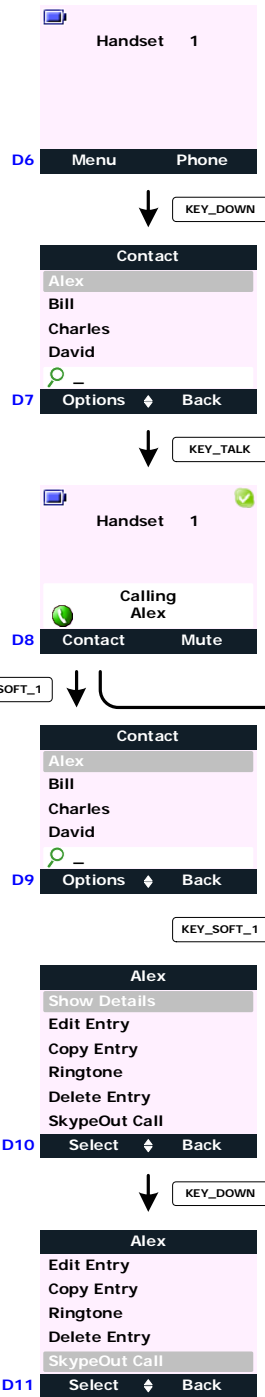 Handset 1
D6 Menu Phone
KEY_DOWN
Contact
Alex
Bill
Charles
David
_
D7 Options Back
KEY_TALK
Handset 1
Calling
Alex
D8 Contact Mute
SOFT_1
Contact
Alex
Bill
Charles
David
_
D9 Options Back
KEY_SOFT_1
Alex
Show Details
Edit Entry
Copy Entry
Ringtone
Delete Entry
SkypeOut Call
D10 Select Back
KEY_DOWN
Alex
Edit Entry
Copy Entry
Ringtone
Delete Entry
SkypeOut Call
D11 Select Back